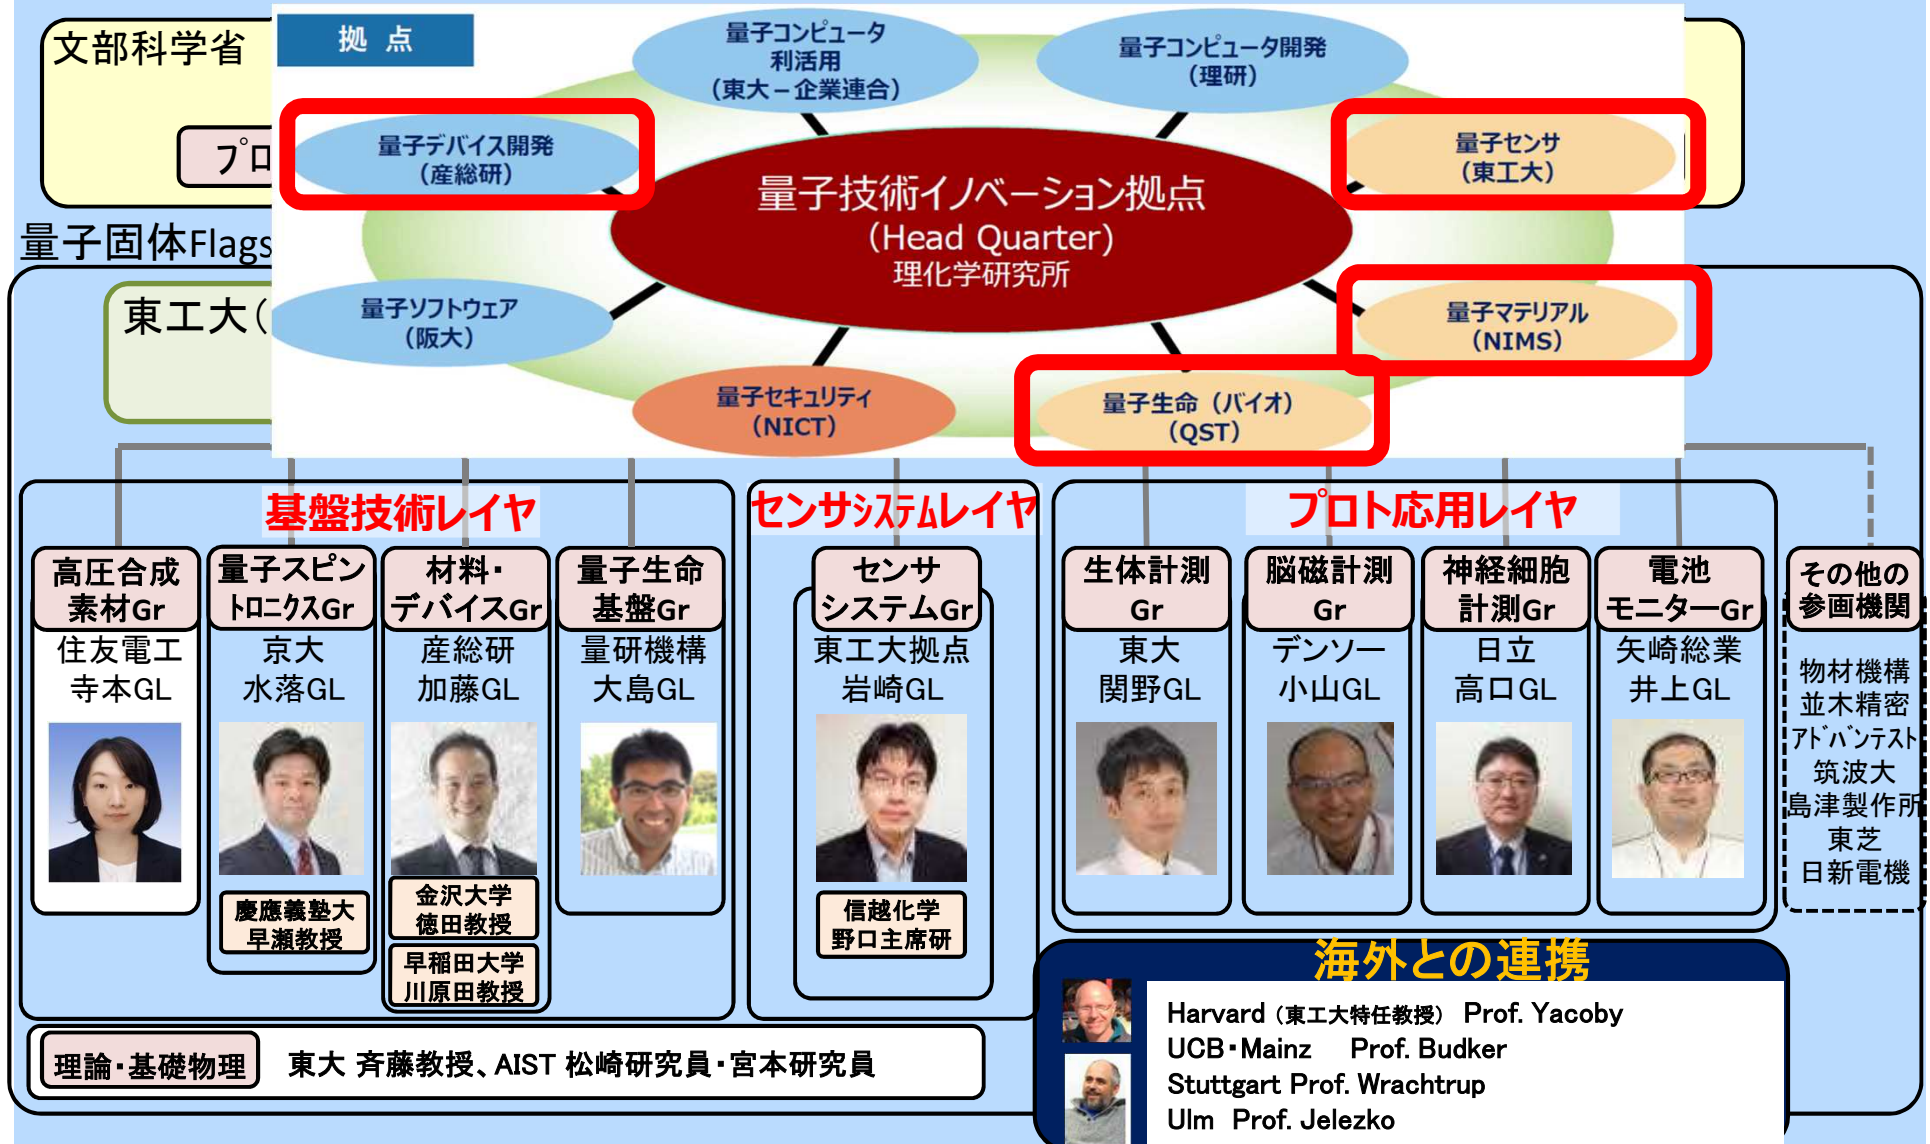 文部科学省
プロ
量子固体Flags
東工大(
拠 点
量子コンピュータ
利活用
(東大－企業連合)
量子コンピュータ開発
(理研)
量子デバイス開発
(産総研)
量子センサ
(東工大)
量子技術イノベーション拠点
(Head Quarter)
理化学研究所
量子ソフトウェア
(阪大)
量子マテリアル
(NIMS)
量子セキュリティ
(NICT)
量子生命 (バイオ)
(QST)
基盤技術レイヤ
高圧合成
素材Gr
住友電工
寺本GL
量子スピン
トロニクスGr
京大
水落GL
慶應義塾大
早瀬教授
材料・
デバイスGr
産総研
加藤GL
金沢大学
徳田教授
早稲田大学
川原田教授
量子生命
基盤Gr
量研機構
大島GL
センサシステムレイヤ
センサ
システムGr
東工大拠点
岩崎GL
信越化学
野口主席研
プロト応用レイヤ
生体計測
Gr
東大
関野GL
脳磁計測
Gr
デンソー
小山GL
神経細胞
計測Gr
日立
高口GL
電池
モニターGr
矢崎総業
井上GL
その他の
参画機関
物材機構
並木精密
アドバンテスト
筑波大
島津製作所
東芝
日新電機
理論・基礎物理
東大 斉藤教授、AIST 松崎研究員・宮本研究員
海外との連携
Harvard (東工大特任教授) Prof. Yacoby
UCB・Mainz Prof. Budker
Stuttgart Prof. Wrachtrup
Ulm Prof. Jelezko